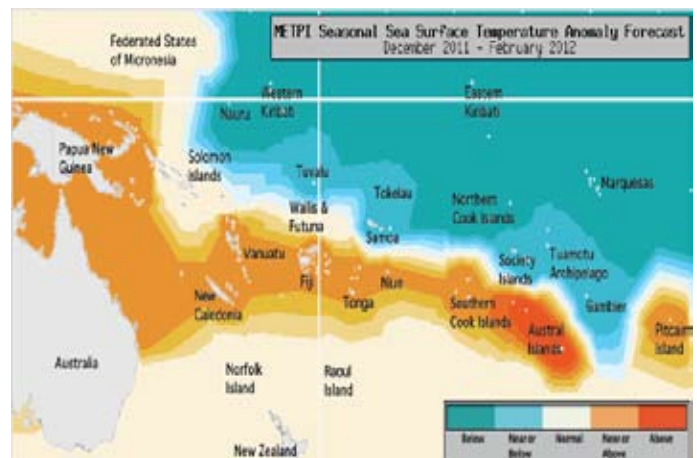 METPI Seasonal Sea Surface Temperature Anomaly Forecast
December 2011 - February 2012
Federated States
of Micronesia
Nauru
Western
Kiribati
Eastern
Kiribati
Papua New
Guinea
Solomon
Islands
Tuvalu
Tokelau
Northern
Cook Islands
Marquesas
Wallis &
Futuna
Samoa
Vanuatu
Fiji
Niue
Society
Islands
Tuamotu
Archipelago
New
Caledonia
Tonga
Southern
Cook Islands
Austral
Islands
Gambier
Pitcairn
Island
Australia
Norfolk
Island
Raoul
Island
New Zealand
Below
Near or
Below
Normal
Near or
Above
Above